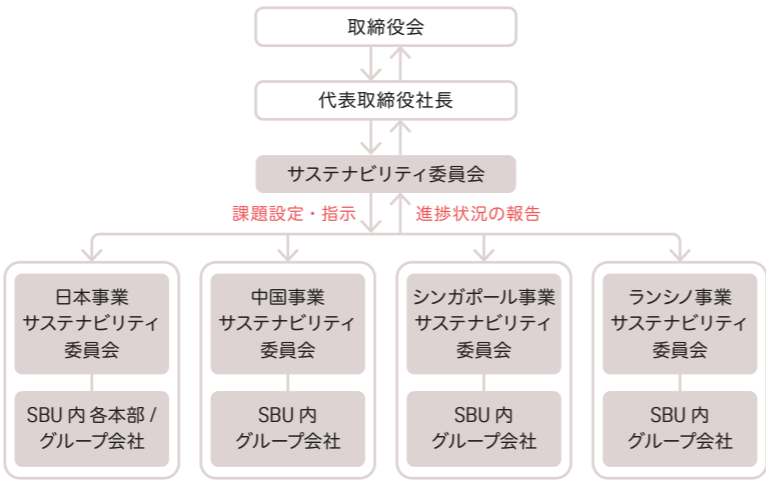 取締役会
代表取締役社長
サステナビリティ委員会
課題設定・指示
進捗状況の報告
日本事業
サステナビリティ
委員会
中国事業
サステナビリティ
委員会
シンガポール事業
サステナビリティ
委員会
ランシノ事業
サステナビリティ
委員会
SBU 内 各本部 /
グループ会社
SBU 内
グループ会社
SBU 内
グループ会社
SBU 内
グループ会社